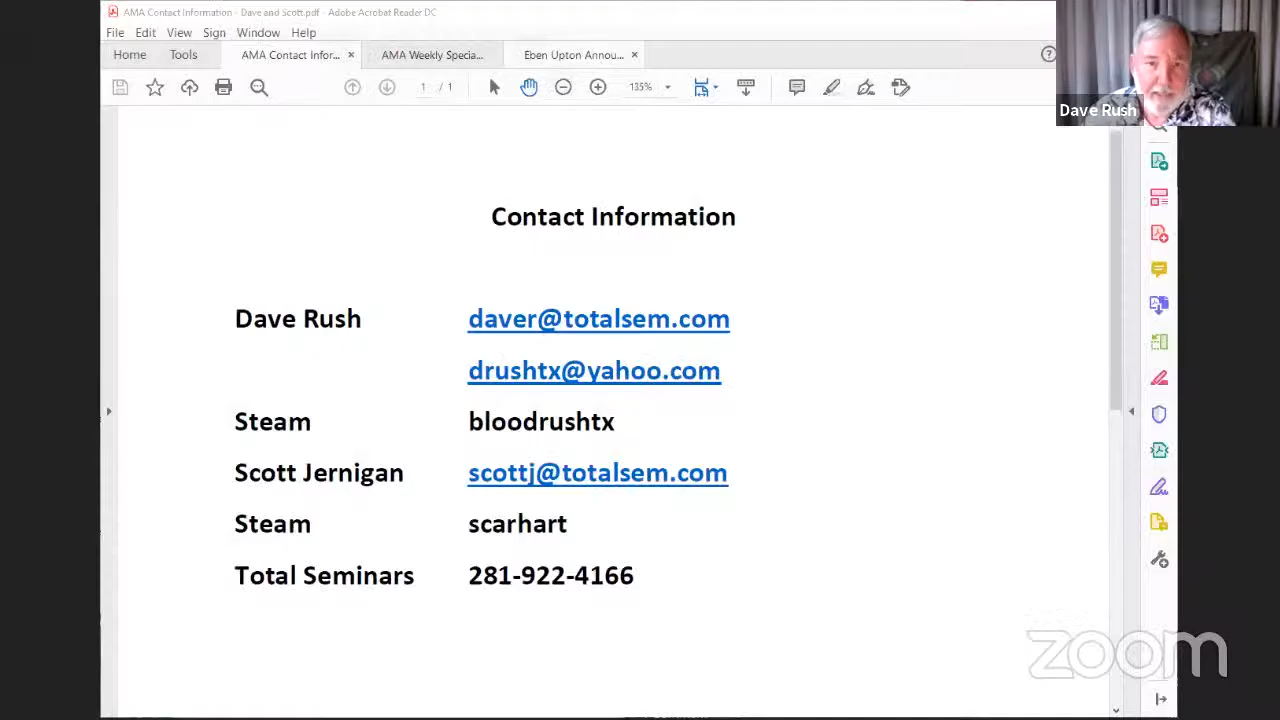 AMA Contact Information - Dave and Scott.pdf - Adobe Acrobat Reader DC
File Edit View Sign Window Help
Home Tools AMA Contact Infor... × AMA Weekly Specia... Eben Upton Annou... ×
1 / 1 135%
Dave Rush
Contact Information
Dave Rush daver@totalsem.com
drushtx@yahoo.com
Steam bloodrushtx
Scott Jernigan scottj@totalsem.com
Steam scarhart
Total Seminars 281-922-4166
zoom